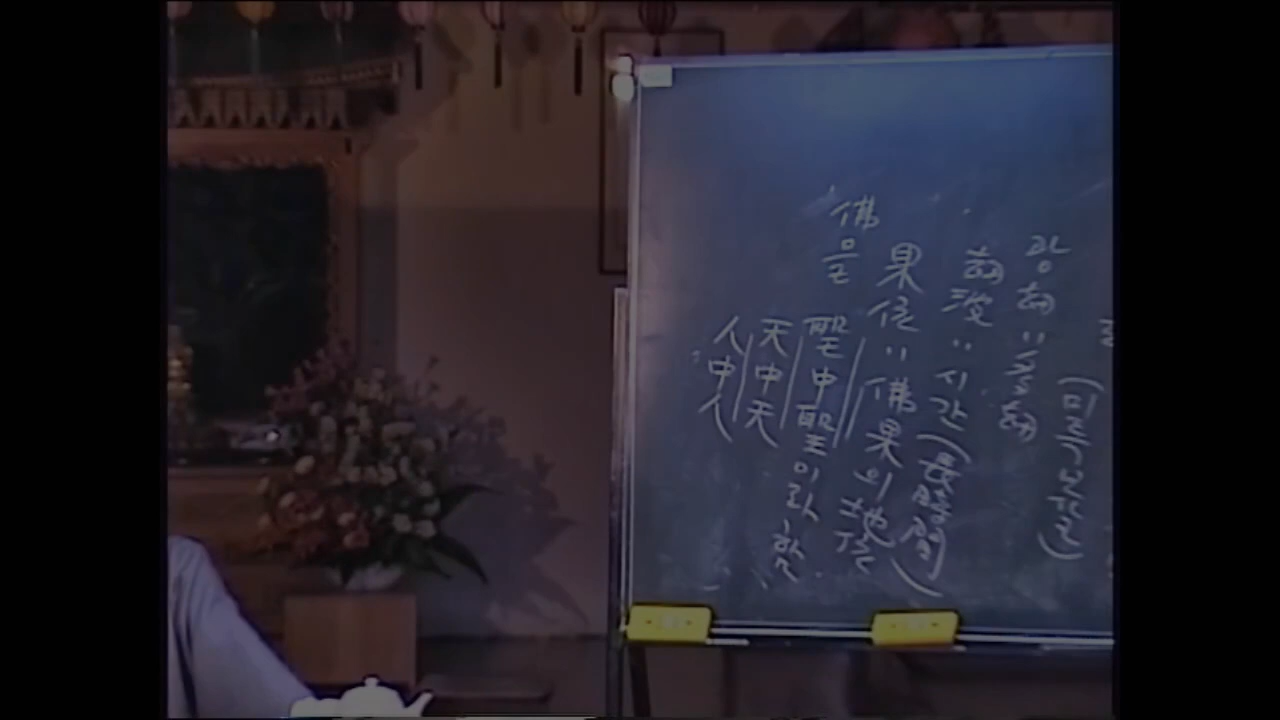 (미륵보살)
광劫 : 多劫
劫波 : 시간(長時間)
果位 : 佛果의 地位
佛은
聖中聖이라 함
天中天
人中人